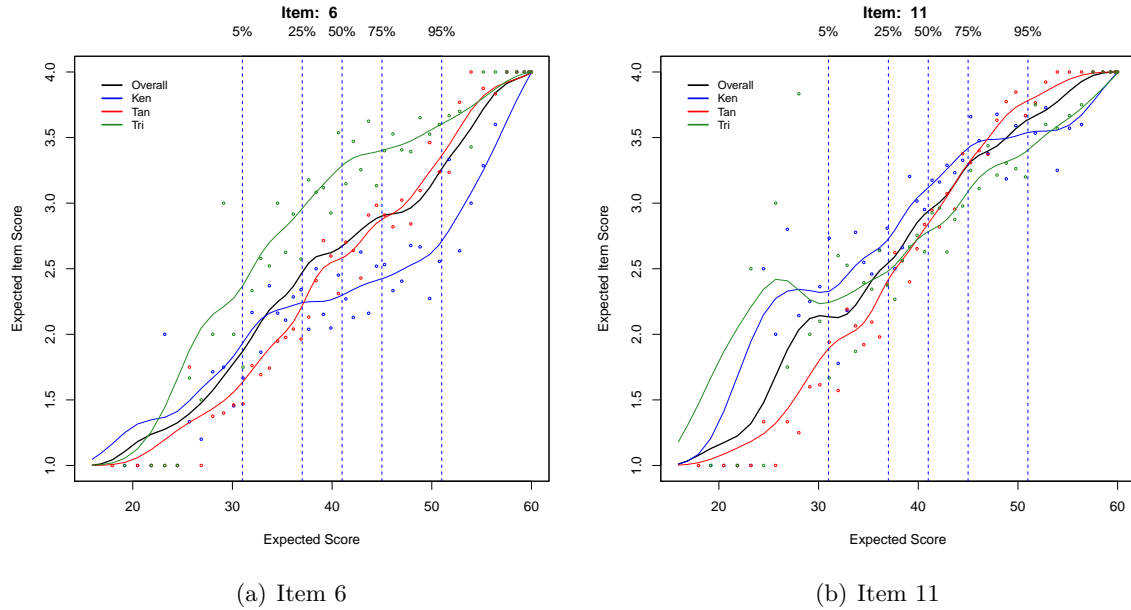 Item: 6
5% 25% 50% 75% 95%
4.0
3.5
3.0
2.5
2.0
1.5
1.0
Expected Item Score
Overall
Ken
Tan
Tri
20 30 40 50 60
Expected Score
(a) Item 6
Item: 11
5% 25% 50% 75% 95%
4.0
3.5
3.0
2.5
2.0
1.5
1.0
Expected Item Score
Overall
Ken
Tan
Tri
20 30 40 50 60
Expected Score
(b) Item 11